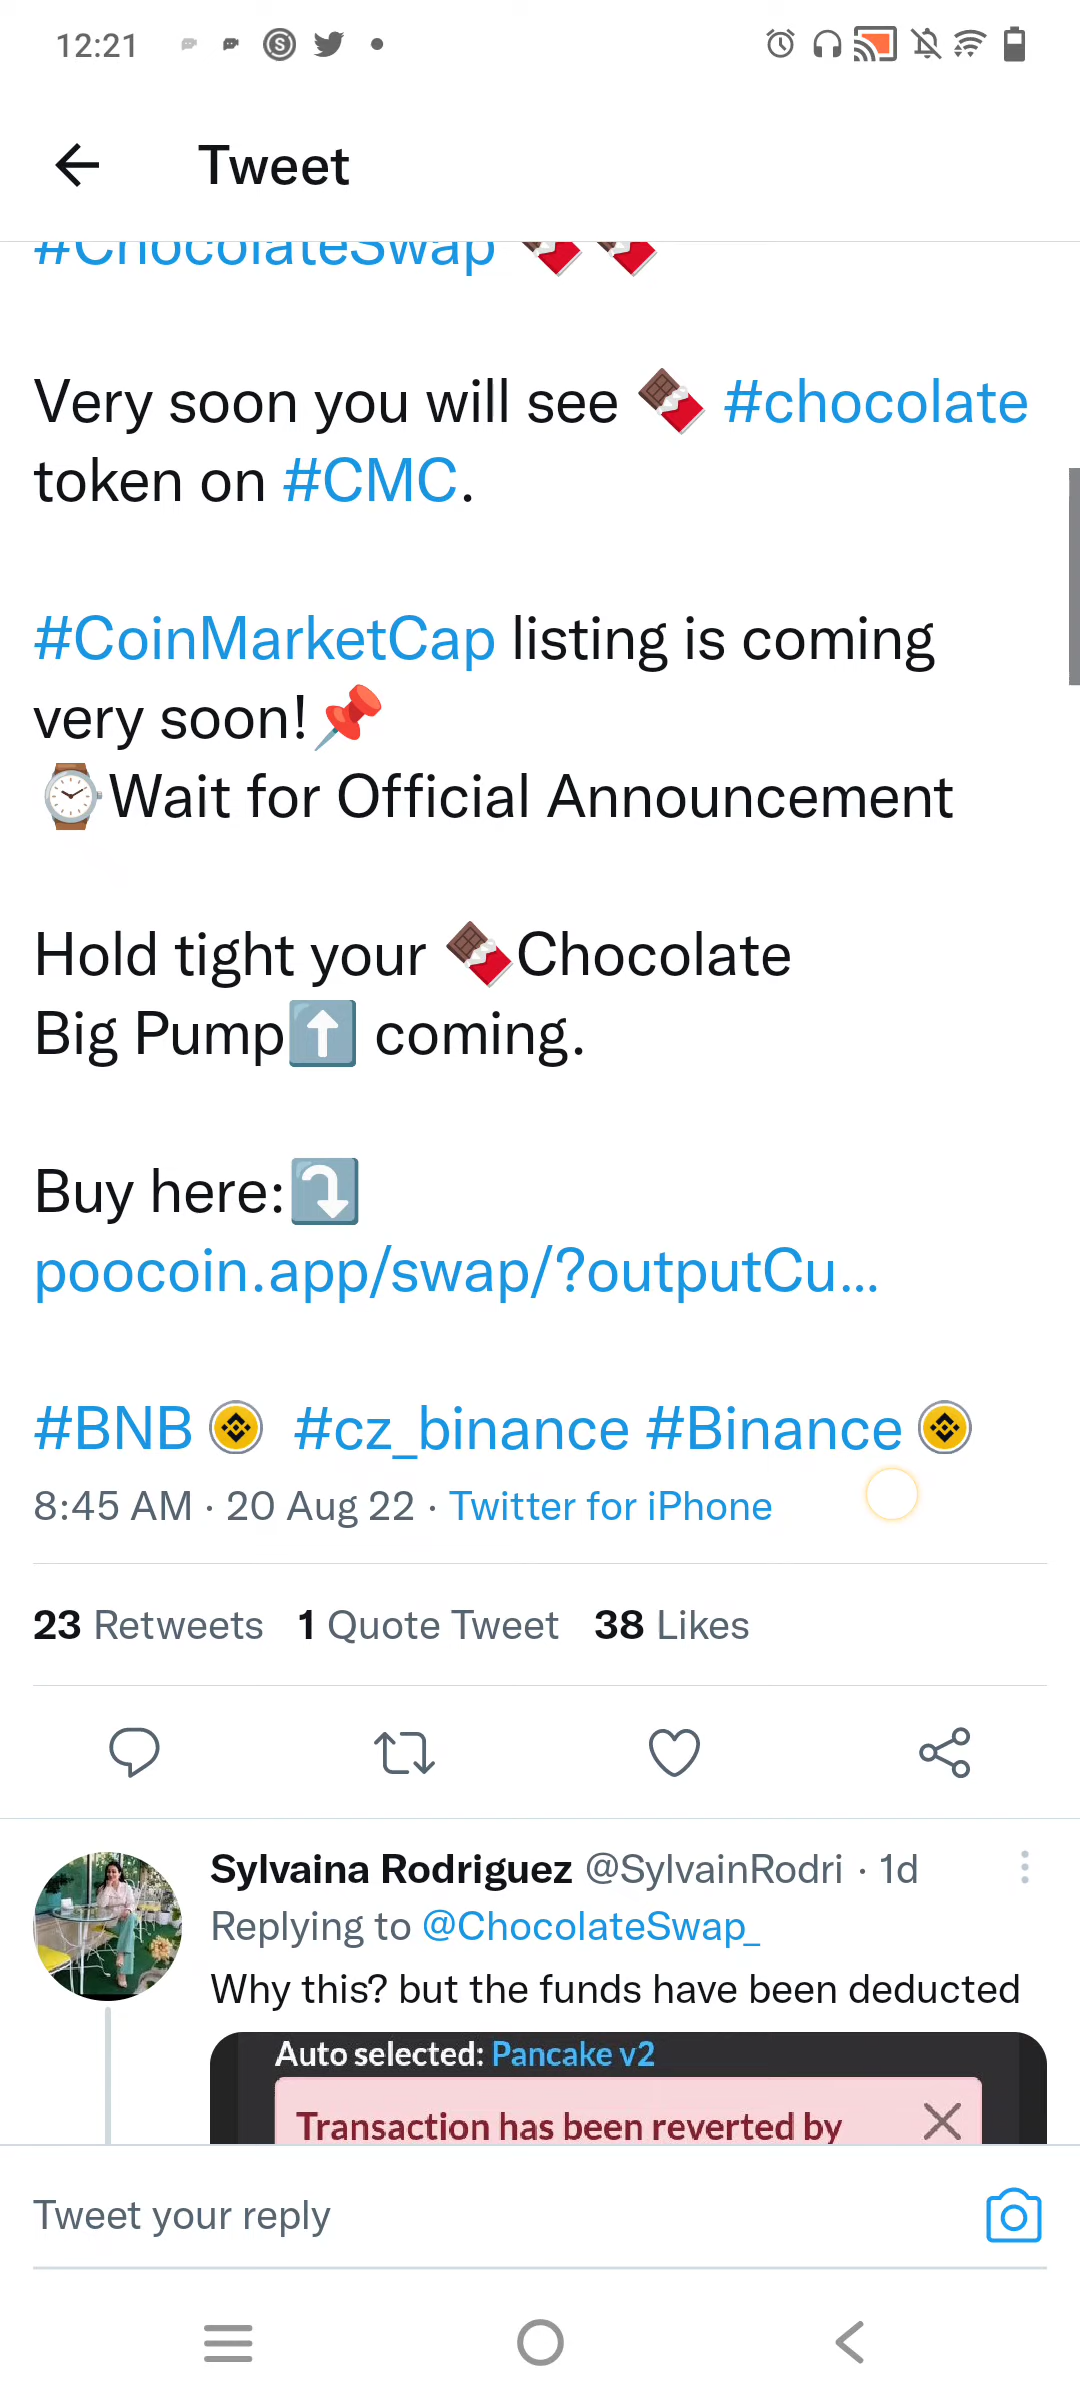 12:21
Tweet
#ChocolateSwap 🍫🍫
Very soon you will see 🍫 #chocolate
token on #CMC.
#CoinMarketCap listing is coming
very soon!📌
⌚Wait for Official Announcement
Hold tight your 🍫Chocolate
Big Pump⬆️ coming.
Buy here:⤵️
poocoin.app/swap/?outputCu...
#BNB #cz_binance #Binance
8:45 AM · 20 Aug 22 · Twitter for iPhone
23 Retweets 1 Quote Tweet 38 Likes
Sylvaina Rodriguez @SylvainRodri · 1d
Replying to @ChocolateSwap_
Why this? but the funds have been deducted
Auto selected: Pancake v2
Transaction has been reverted by
Tweet your reply